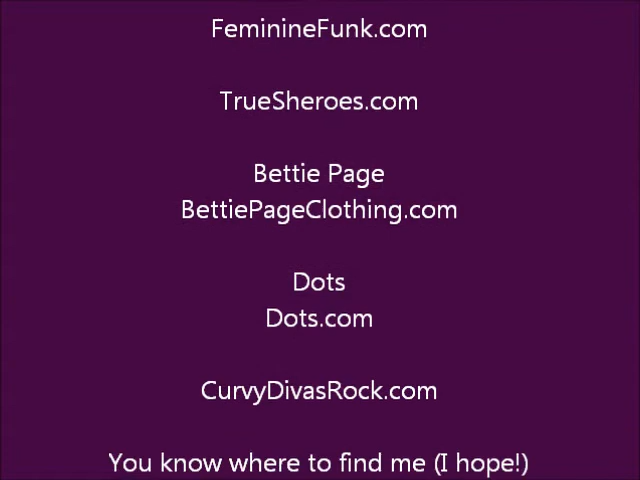 FeminineFunk.com
TrueSheroes.com
Bettie Page
BettiePageClothing.com
Dots
Dots.com
CurvyDivasRock.com
You know where to find me (I hope!)